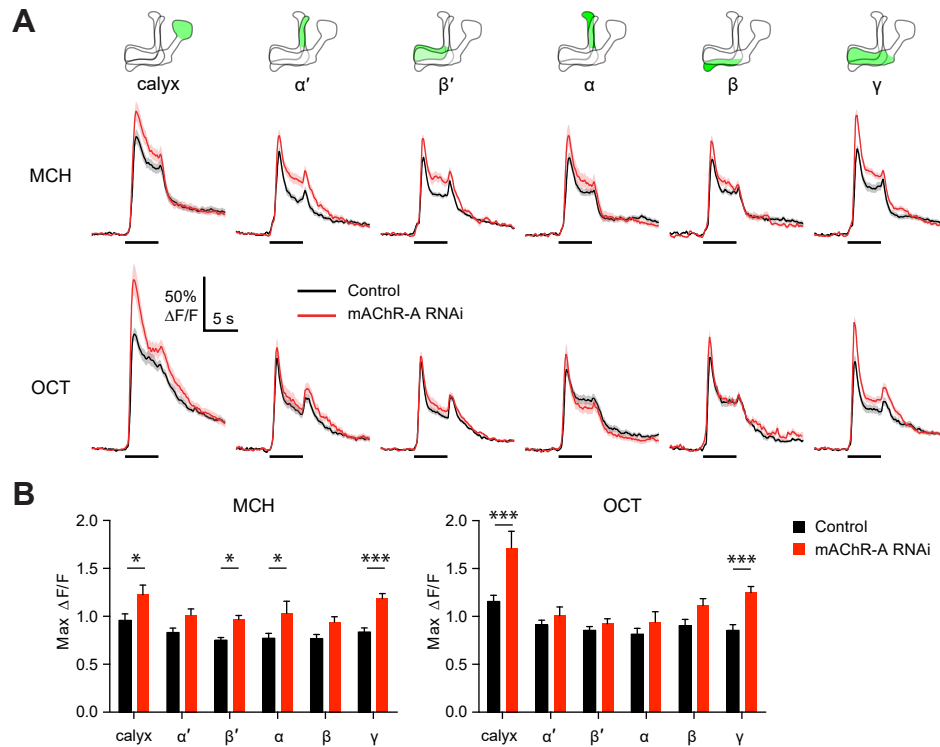 A
calyx α′ β′ α β γ
MCH
50%
ΔF/F
5 s
Control
mAChR-A RNAi
OCT
B
MCH
2.0
1.5
1.0
0.5
0.0
Max ΔF/F
* * * ***
calyx α′ β′ α β γ
OCT
2.0
1.5
1.0
0.5
0.0
Max ΔF/F
*** ***
calyx α′ β′ α β γ
Control
mAChR-A RNAi